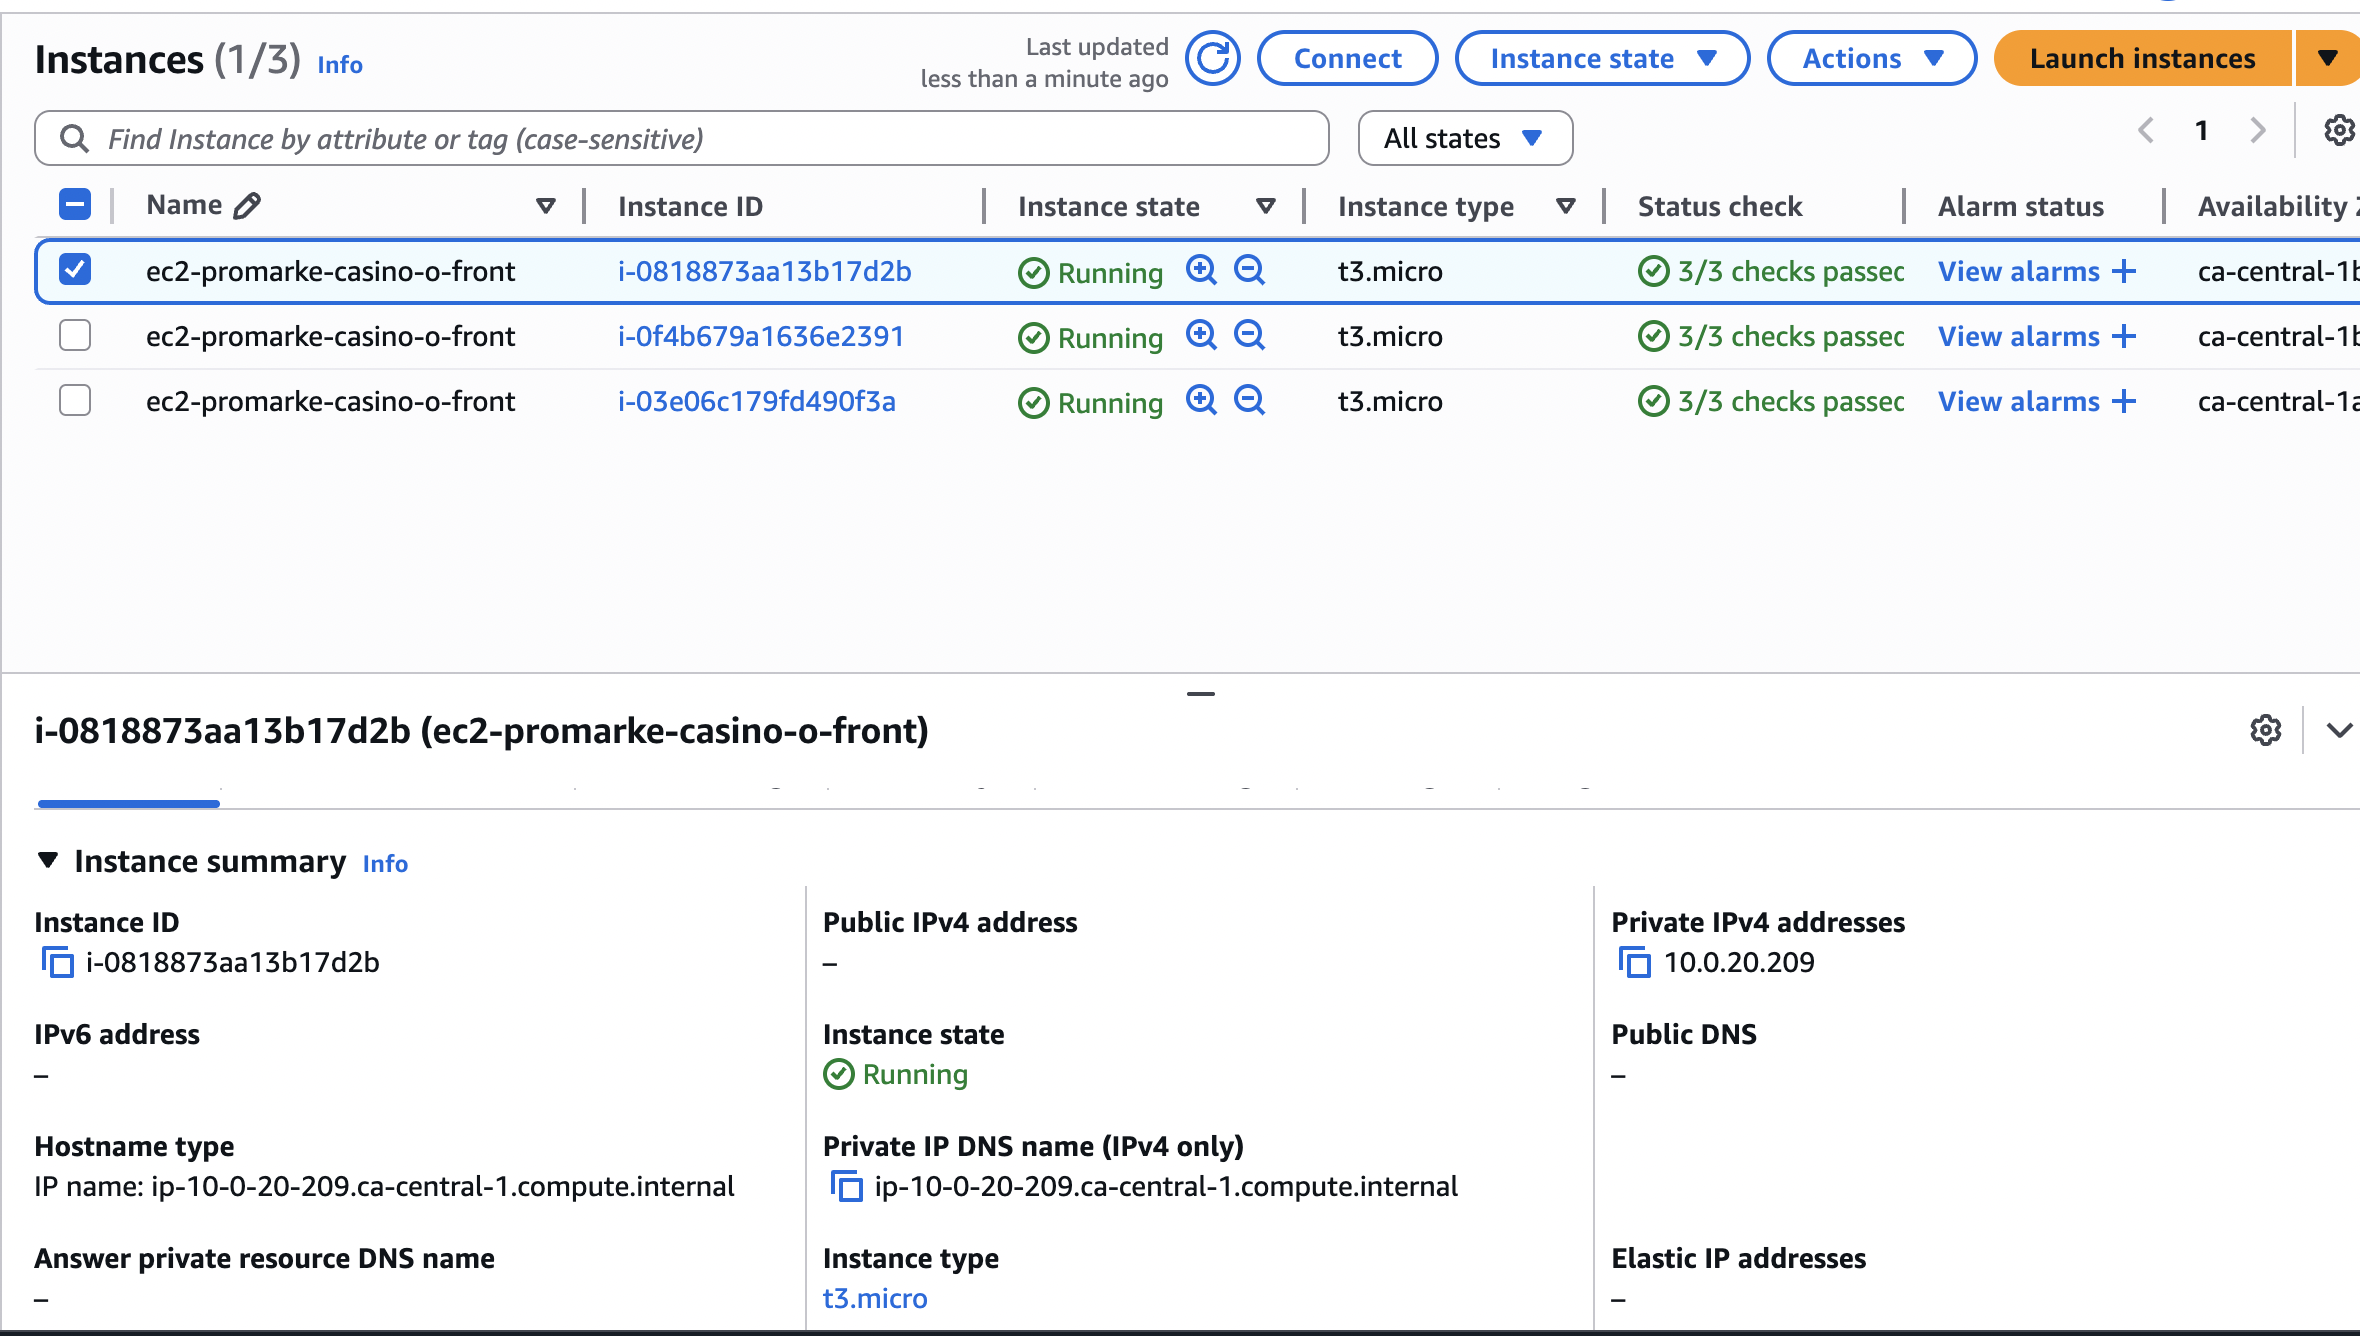 Instances (1/3) Info
Last updated
less than a minute ago
Connect
Instance state
Actions
Launch instances
Find Instance by attribute or tag (case-sensitive)
All states
1
Name Instance ID Instance state Instance type Status check Alarm status Availability
ec2-promarke-casino-o-front i-0818873aa13b17d2b Running t3.micro 3/3 checks passed View alarms + ca-central-1b
ec2-promarke-casino-o-front i-0f4b679a1636e2391 Running t3.micro 3/3 checks passed View alarms + ca-central-1b
ec2-promarke-casino-o-front i-03e06c179fd490f3a Running t3.micro 3/3 checks passed View alarms + ca-central-1a
i-0818873aa13b17d2b (ec2-promarke-casino-o-front)
Instance summary Info
Instance ID
i-0818873aa13b17d2b
Public IPv4 address
–
Private IPv4 addresses
10.0.20.209
IPv6 address
–
Instance state
Running
Public DNS
–
Hostname type
IP name: ip-10-0-20-209.ca-central-1.compute.internal
Private IP DNS name (IPv4 only)
ip-10-0-20-209.ca-central-1.compute.internal
Answer private resource DNS name
–
Instance type
t3.micro
Elastic IP addresses
–